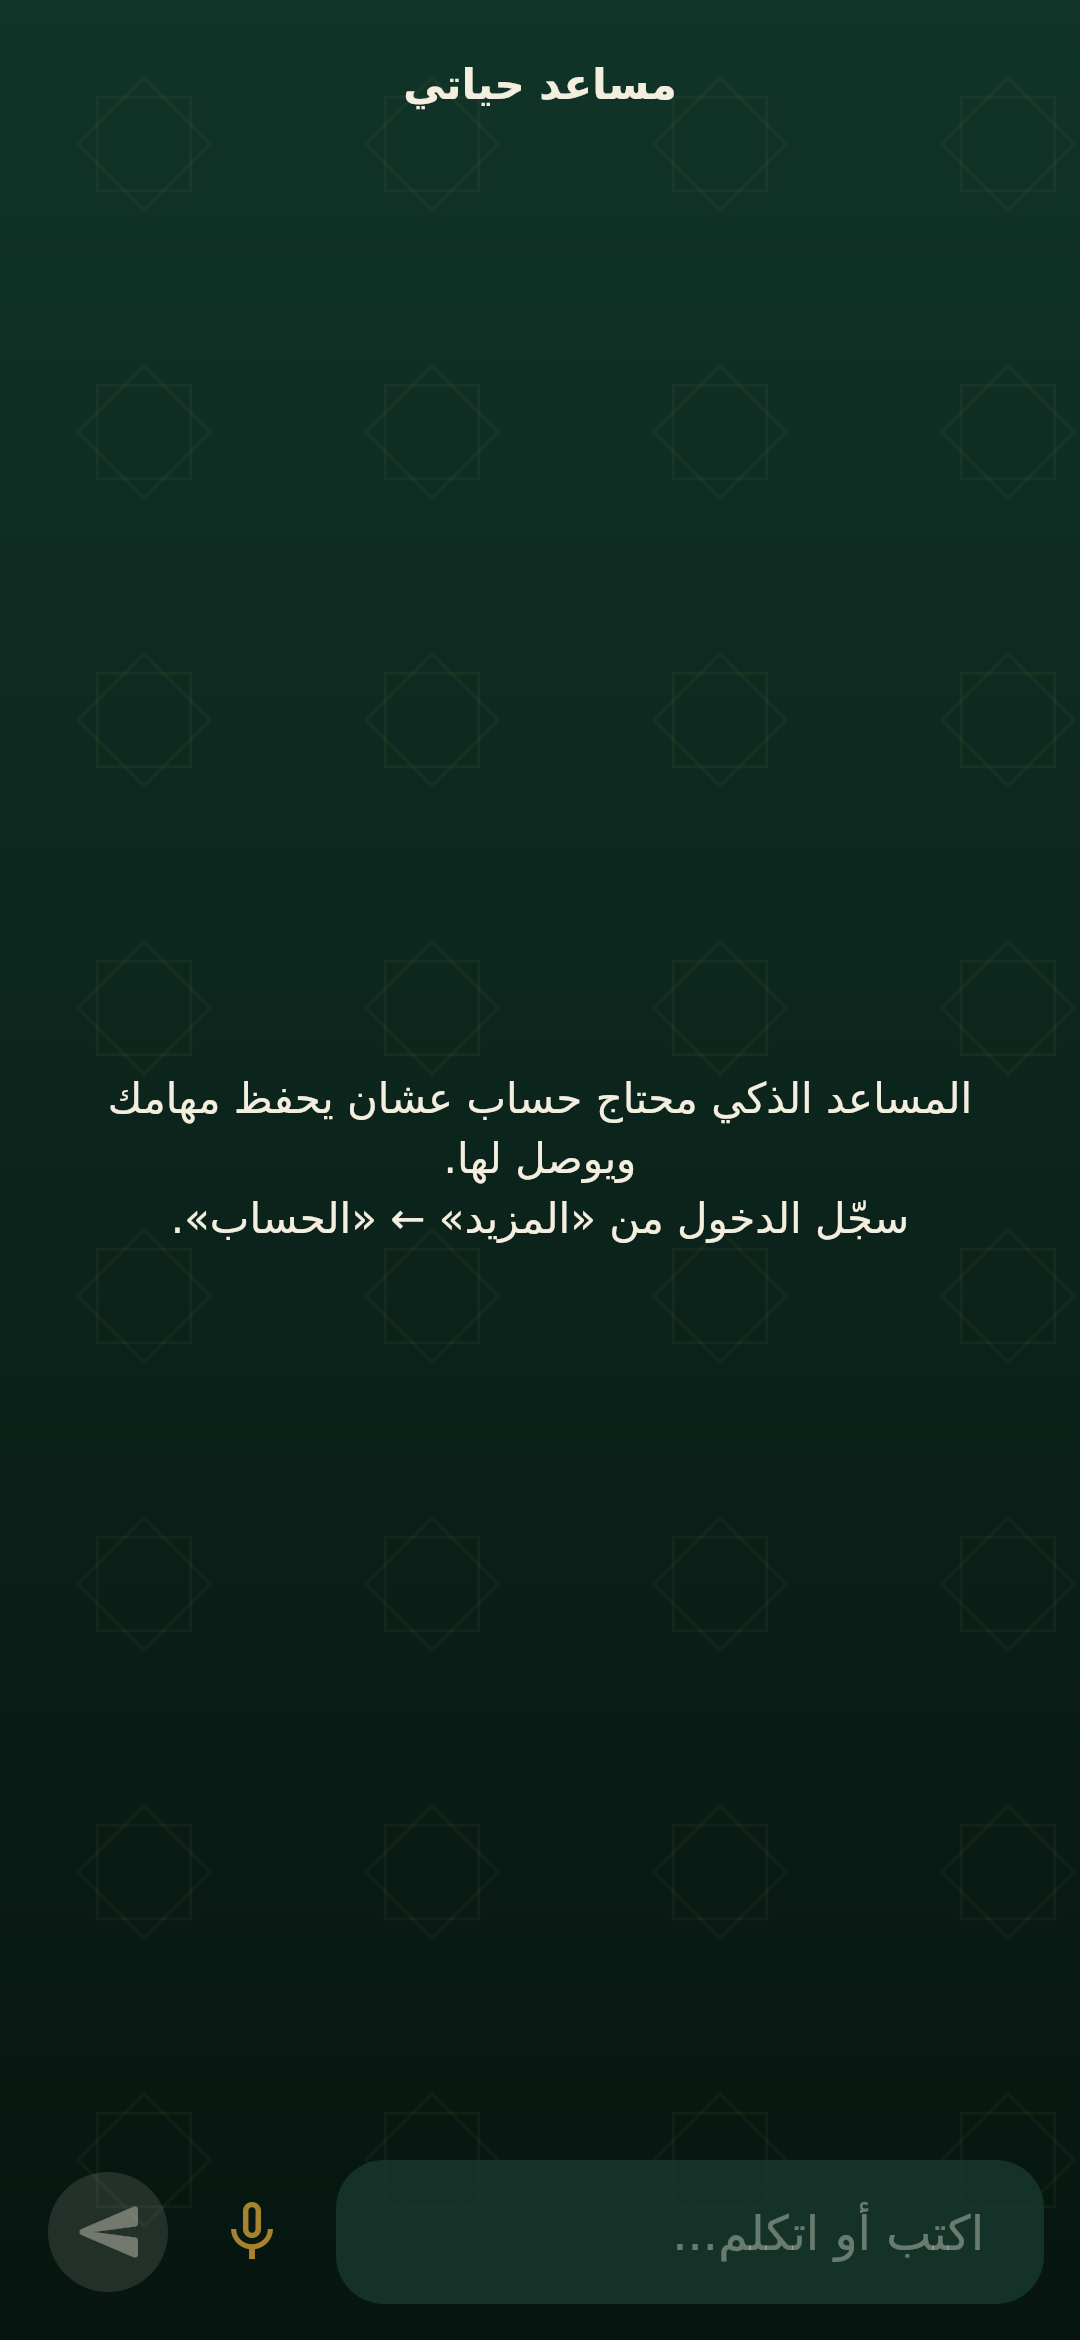 مساعد حياتي
المساعد الذكي محتاج حساب عشان يحفظ مهامك
ويوصل لها.
سجّل الدخول من «المزيد» ← «الحساب».
اكتب أو اتكلم...